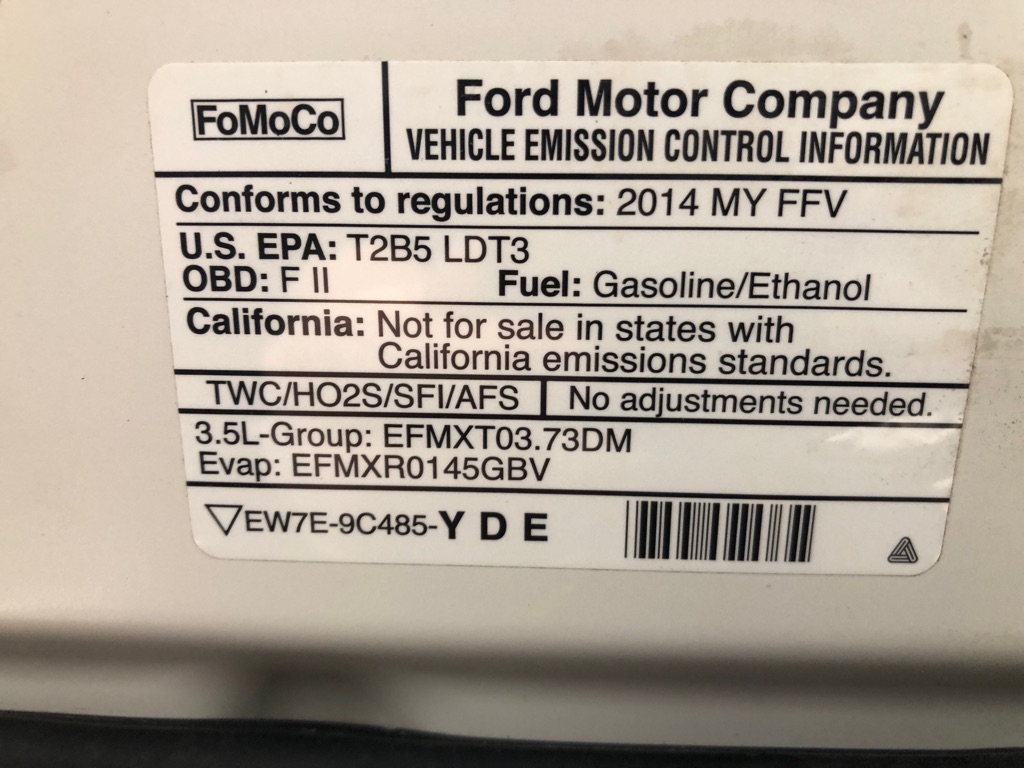 FoMoCo
Ford Motor Company
VEHICLE EMISSION CONTROL INFORMATION
Conforms to regulations: 2014 MY FFV
U.S. EPA: T2B5 LDT3
OBD: F II Fuel: Gasoline/Ethanol
California: Not for sale in states with
California emissions standards.
TWC/HO2S/SFI/AFS No adjustments needed.
3.5L-Group: EFMXT03.73DM
Evap: EFMXR0145GBV
▽EW7E-9C485-Y D E